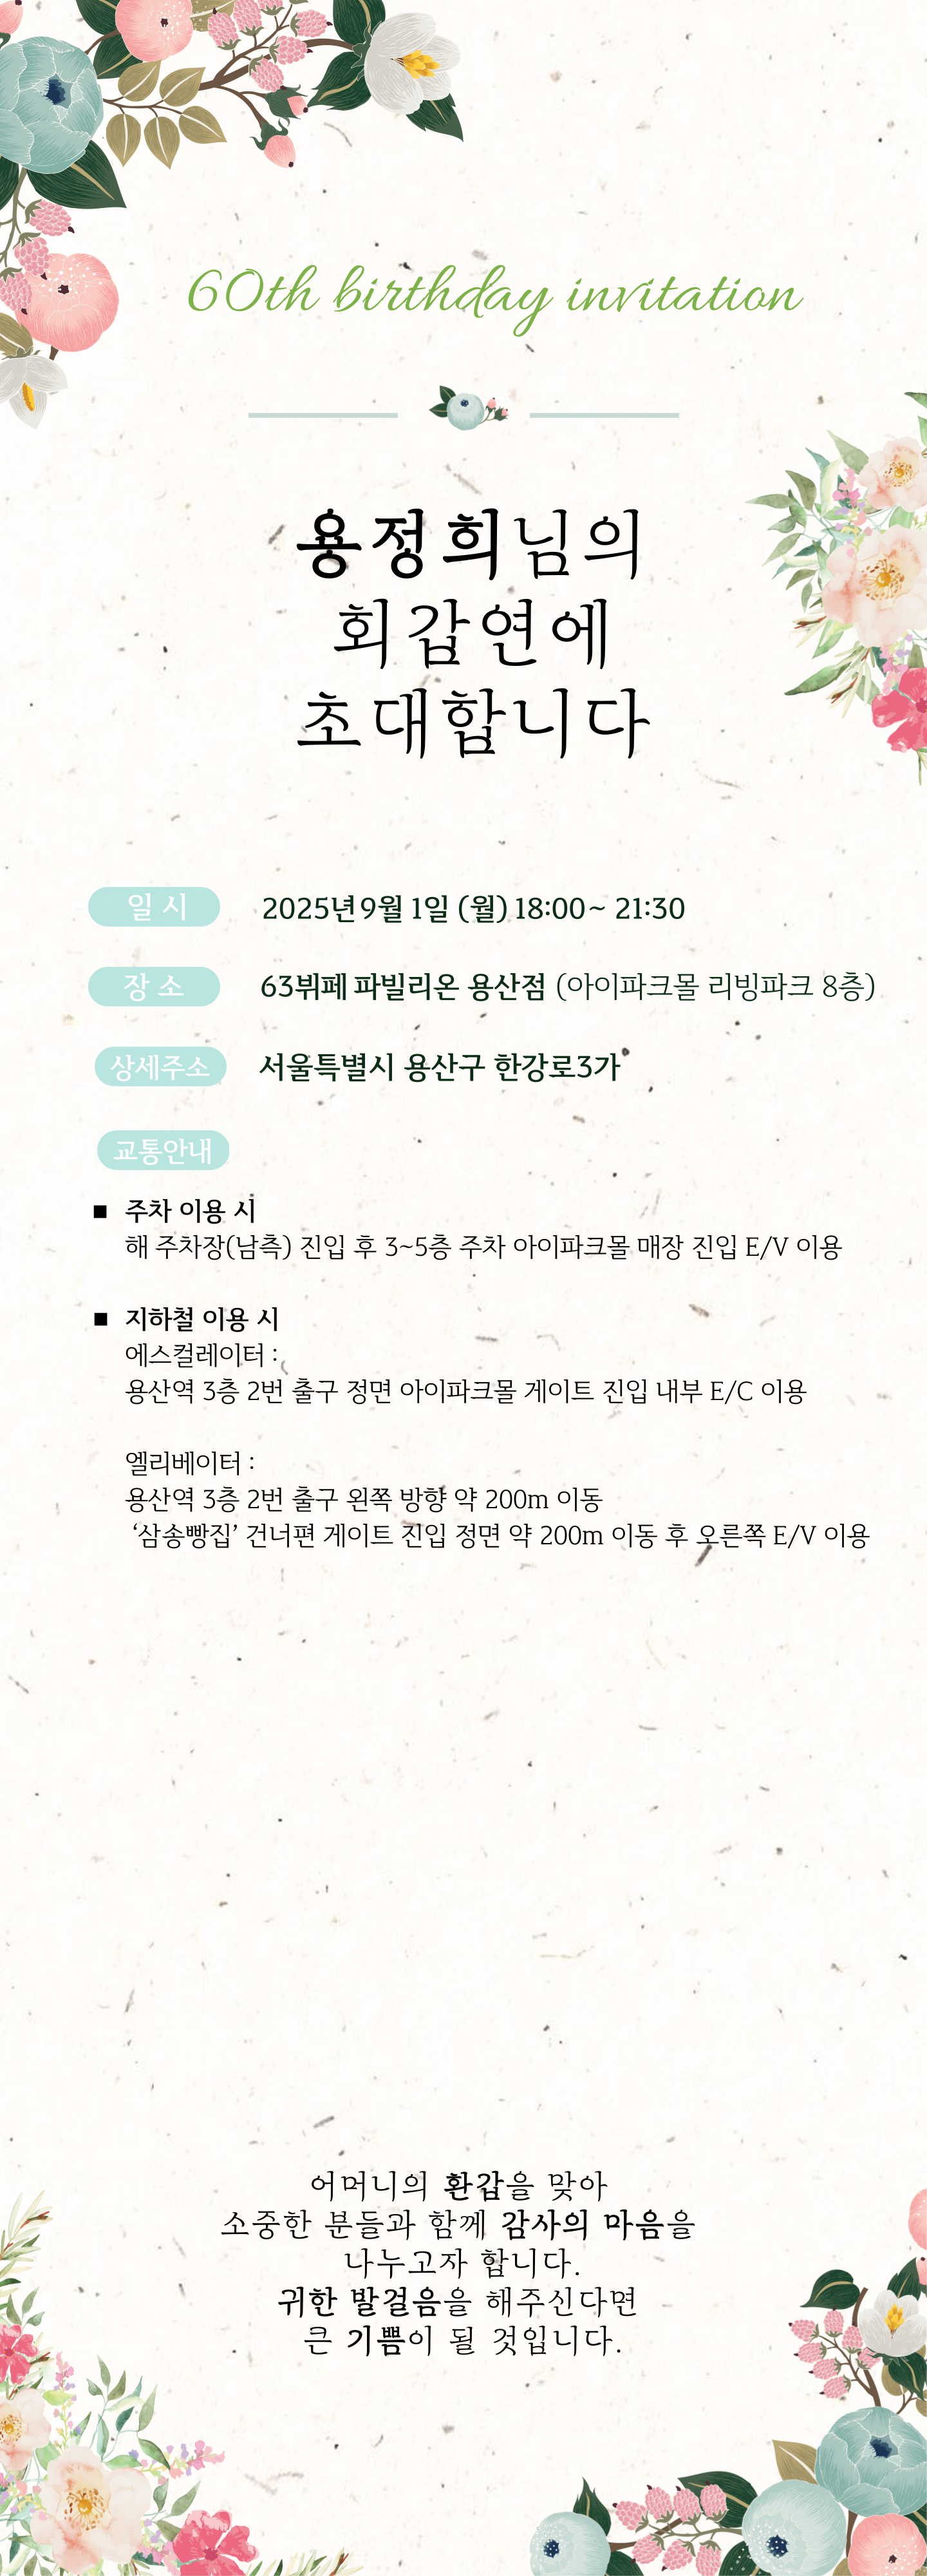 60th birthday invitation
용정희님의
회갑연에
초대합니다
일 시 2025년 9월 1일 (월) 18:00~ 21:30
장 소 63뷔페 파빌리온 용산점 (아이파크몰 리빙파크 8층)
상세주소 서울특별시 용산구 한강로3가
교통안내
■ 주차 이용 시
해 주차장(남측) 진입 후 3~5층 주차 아이파크몰 매장 진입 E/V 이용
■ 지하철 이용 시
에스컬레이터 :
용산역 3층 2번 출구 정면 아이파크몰 게이트 진입 내부 E/C 이용
엘리베이터 :
용산역 3층 2번 출구 왼쪽 방향 약 200m 이동
‘삼송빵집’ 건너편 게이트 진입 정면 약 200m 이동 후 오른쪽 E/V 이용
어머니의 환갑을 맞아
소중한 분들과 함께 감사의 마음을
나누고자 합니다.
귀한 발걸음을 해주신다면
큰 기쁨이 될 것입니다.